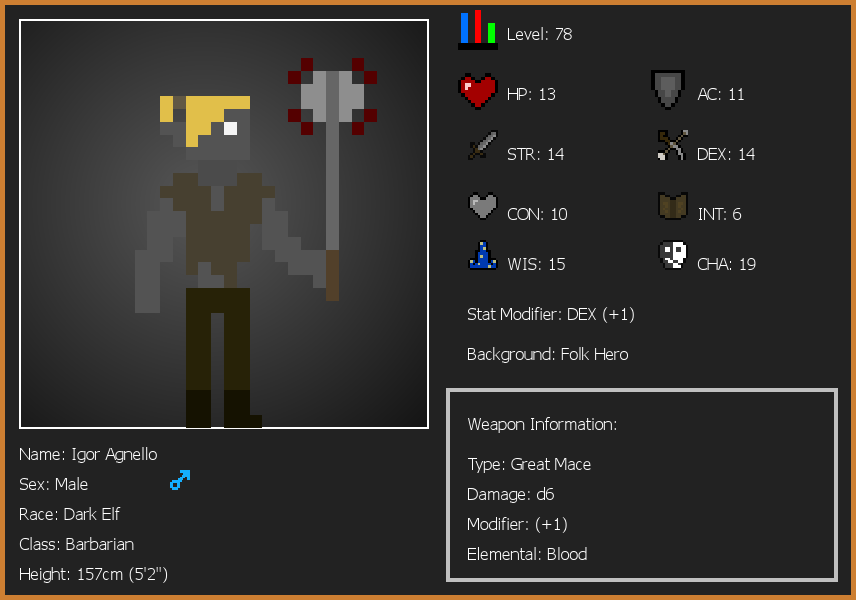 Level: 78
HP: 13
AC: 11
STR: 14
DEX: 14
CON: 10
INT: 6
WIS: 15
CHA: 19
Stat Modifier: DEX (+1)
Background: Folk Hero
Weapon Information:
Type: Great Mace
Damage: d6
Modifier: (+1)
Elemental: Blood
Name: Igor Agnello
Sex: Male
Race: Dark Elf
Class: Barbarian
Height: 157cm (5'2")